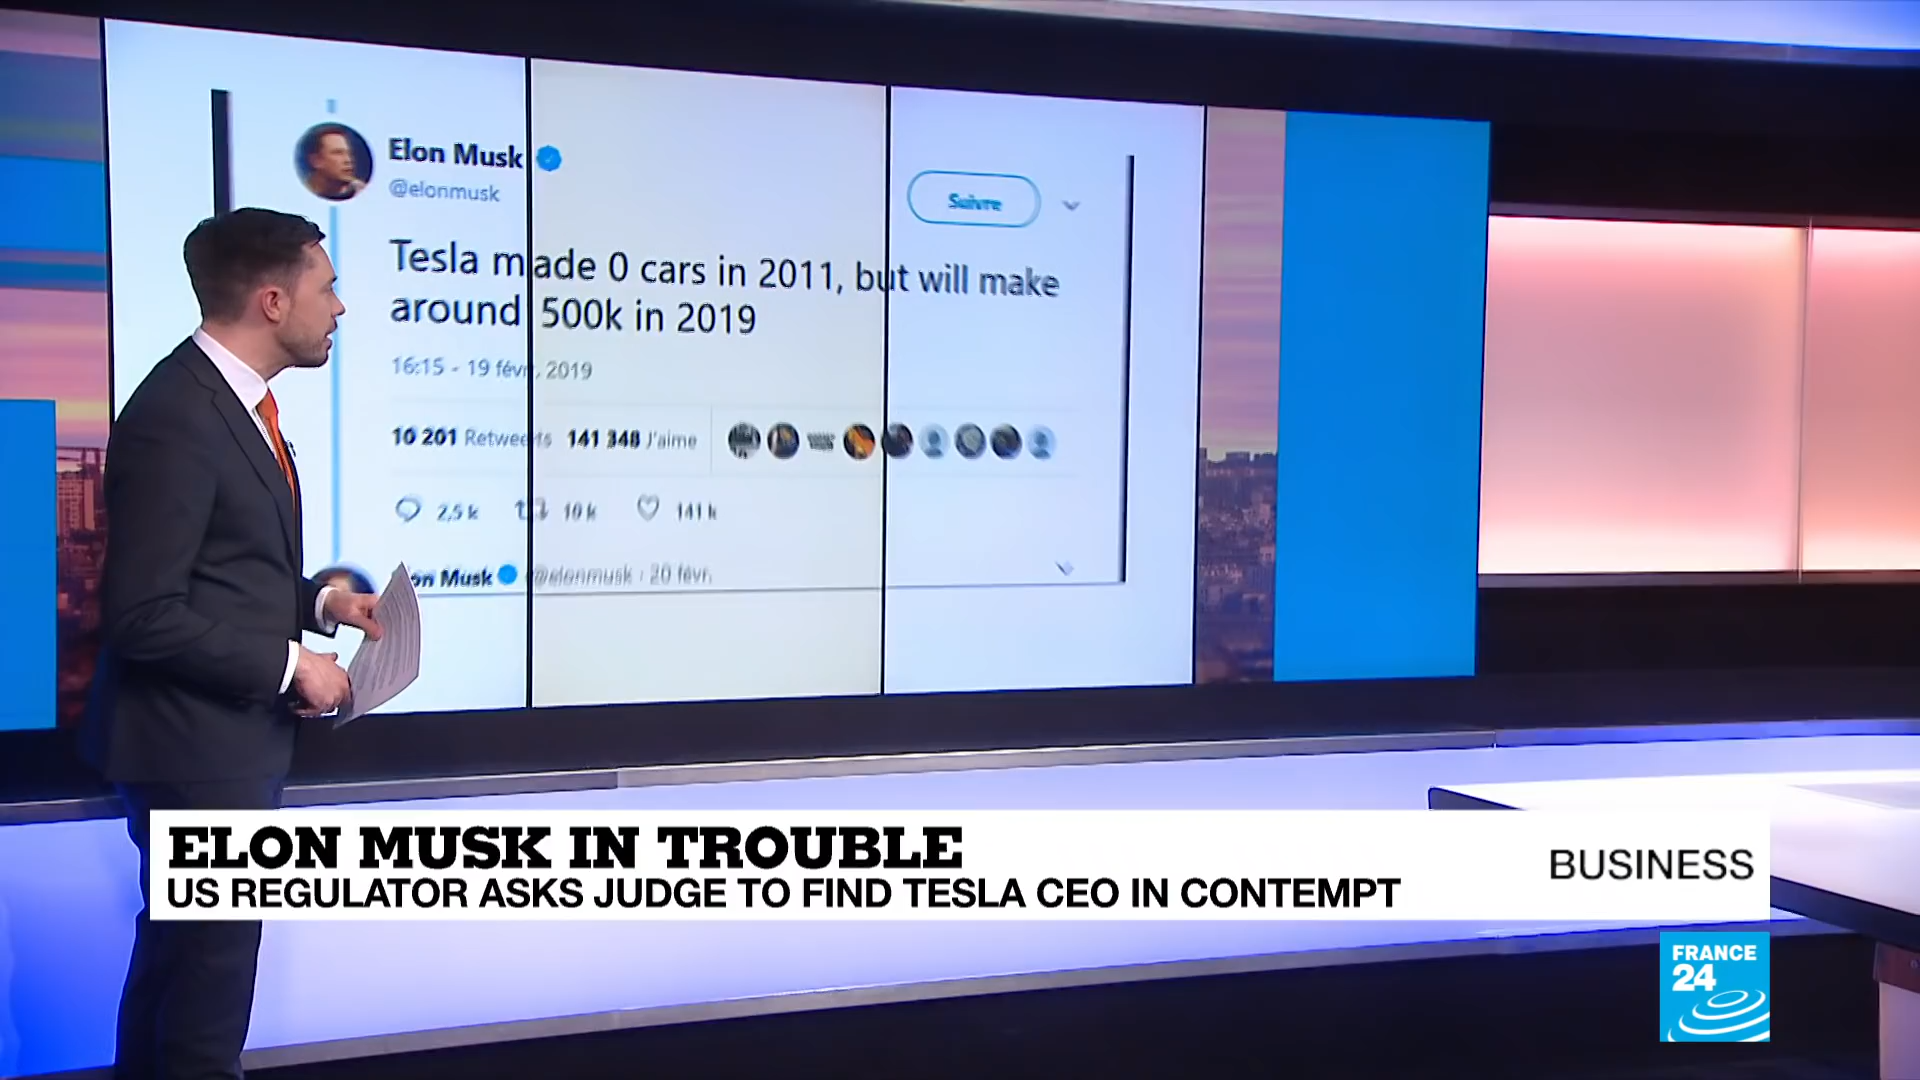 Elon Musk
@elonmusk
Suivre
Tesla made 0 cars in 2011, but will make
around 500k in 2019
16:15 - 19 févr. 2019
10 201 Retweets 141 348 J'aime
2,5 k 10 k 141 k
on Musk @elonmusk 20 févr.
ELON MUSK IN TROUBLE
US REGULATOR ASKS JUDGE TO FIND TESLA CEO IN CONTEMPT
BUSINESS
FRANCE
24